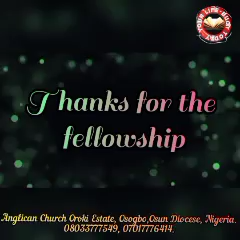 Thanks for the
fellowship
Anglican Church Oroki Estate, Osogbo,Osun Diocese, Nigeria.
08033777549, 07017776414.